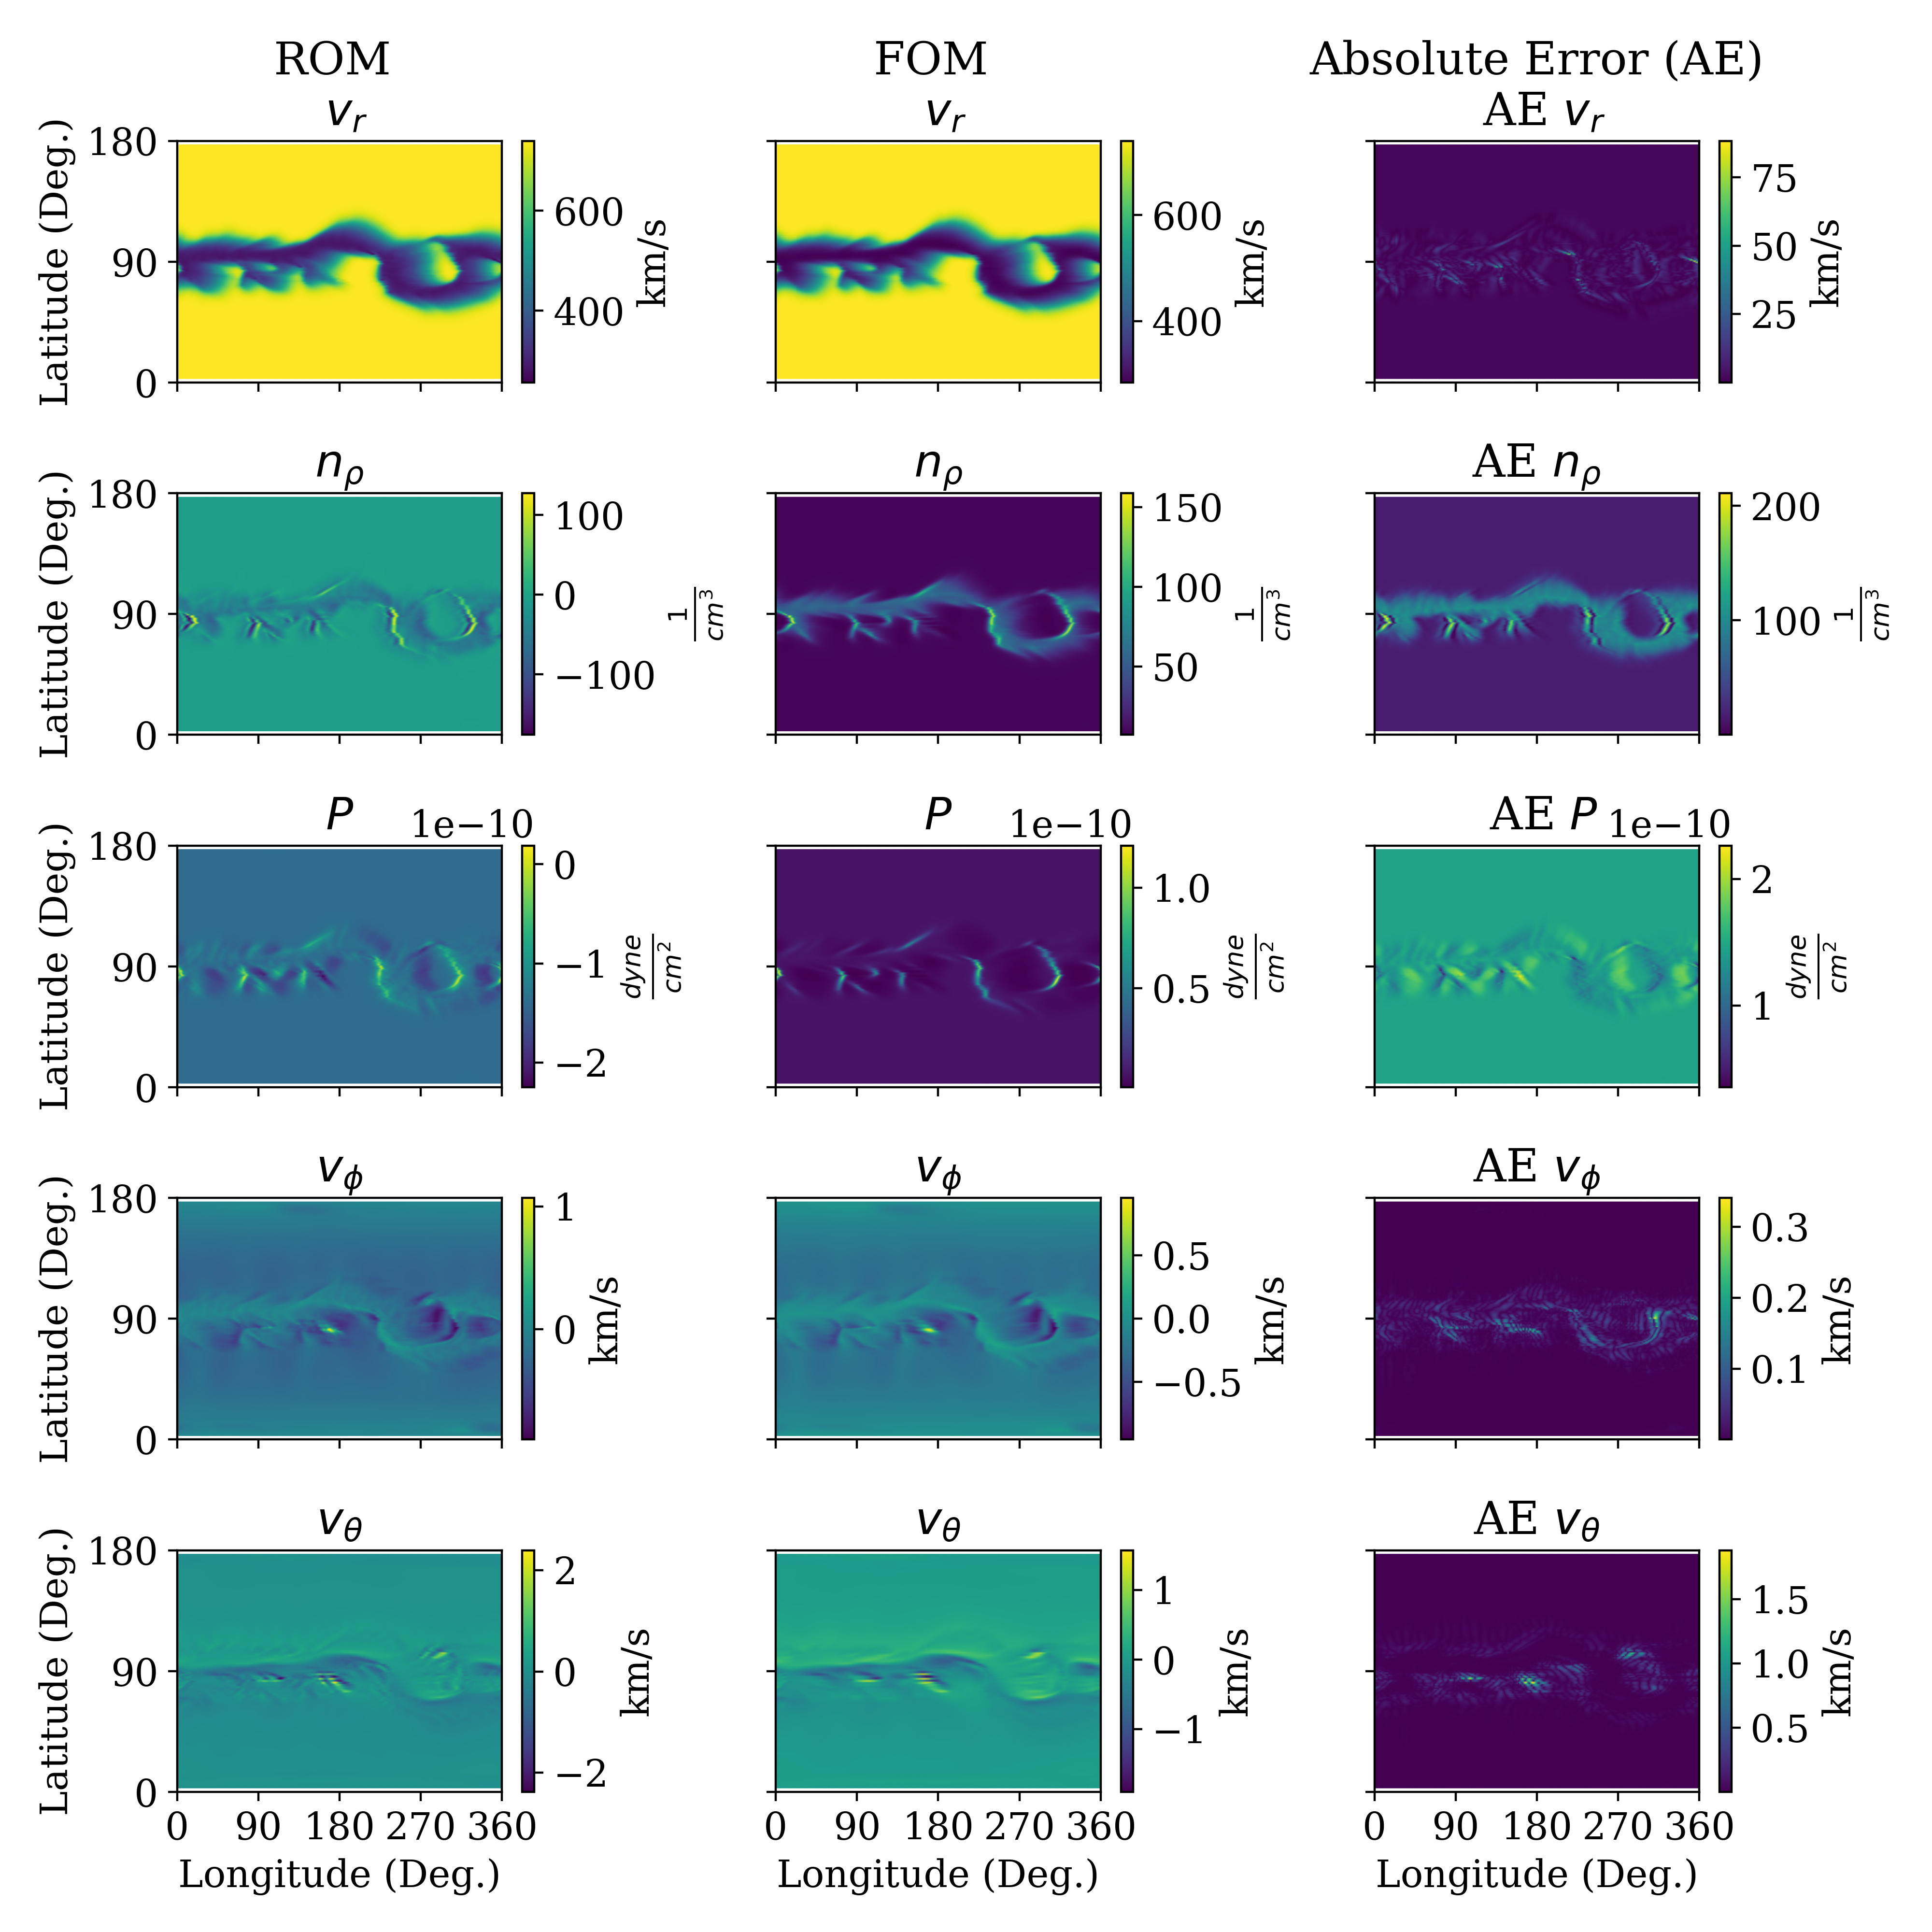 ROM FOM Absolute Error (AE)
v_r v_r AE v_r
Latitude (Deg.) 180 90 0 600 400 km/s 600 400 km/s 75 50 25 km/s
n_ρ n_ρ AE n_ρ
Latitude (Deg.) 180 90 0 100 0 −100 1/cm^3 150 100 50 1/cm^3 200 100 1/cm^3
P 1e−10 P 1e−10 AE P 1e−10
Latitude (Deg.) 180 90 0 0 −1 −2 dyne/cm^2 1.0 0.5 dyne/cm^2 2 1 dyne/cm^2
v_ϕ v_ϕ AE v_ϕ
Latitude (Deg.) 180 90 0 1 0 km/s 0.5 0.0 −0.5 km/s 0.3 0.2 0.1 km/s
v_θ v_θ AE v_θ
Latitude (Deg.) 180 90 0 2 0 −2 km/s 1 0 −1 km/s 1.5 1.0 0.5 km/s
0 90 180 270 360 0 90 180 270 360 0 90 180 270 360
Longitude (Deg.) Longitude (Deg.) Longitude (Deg.)